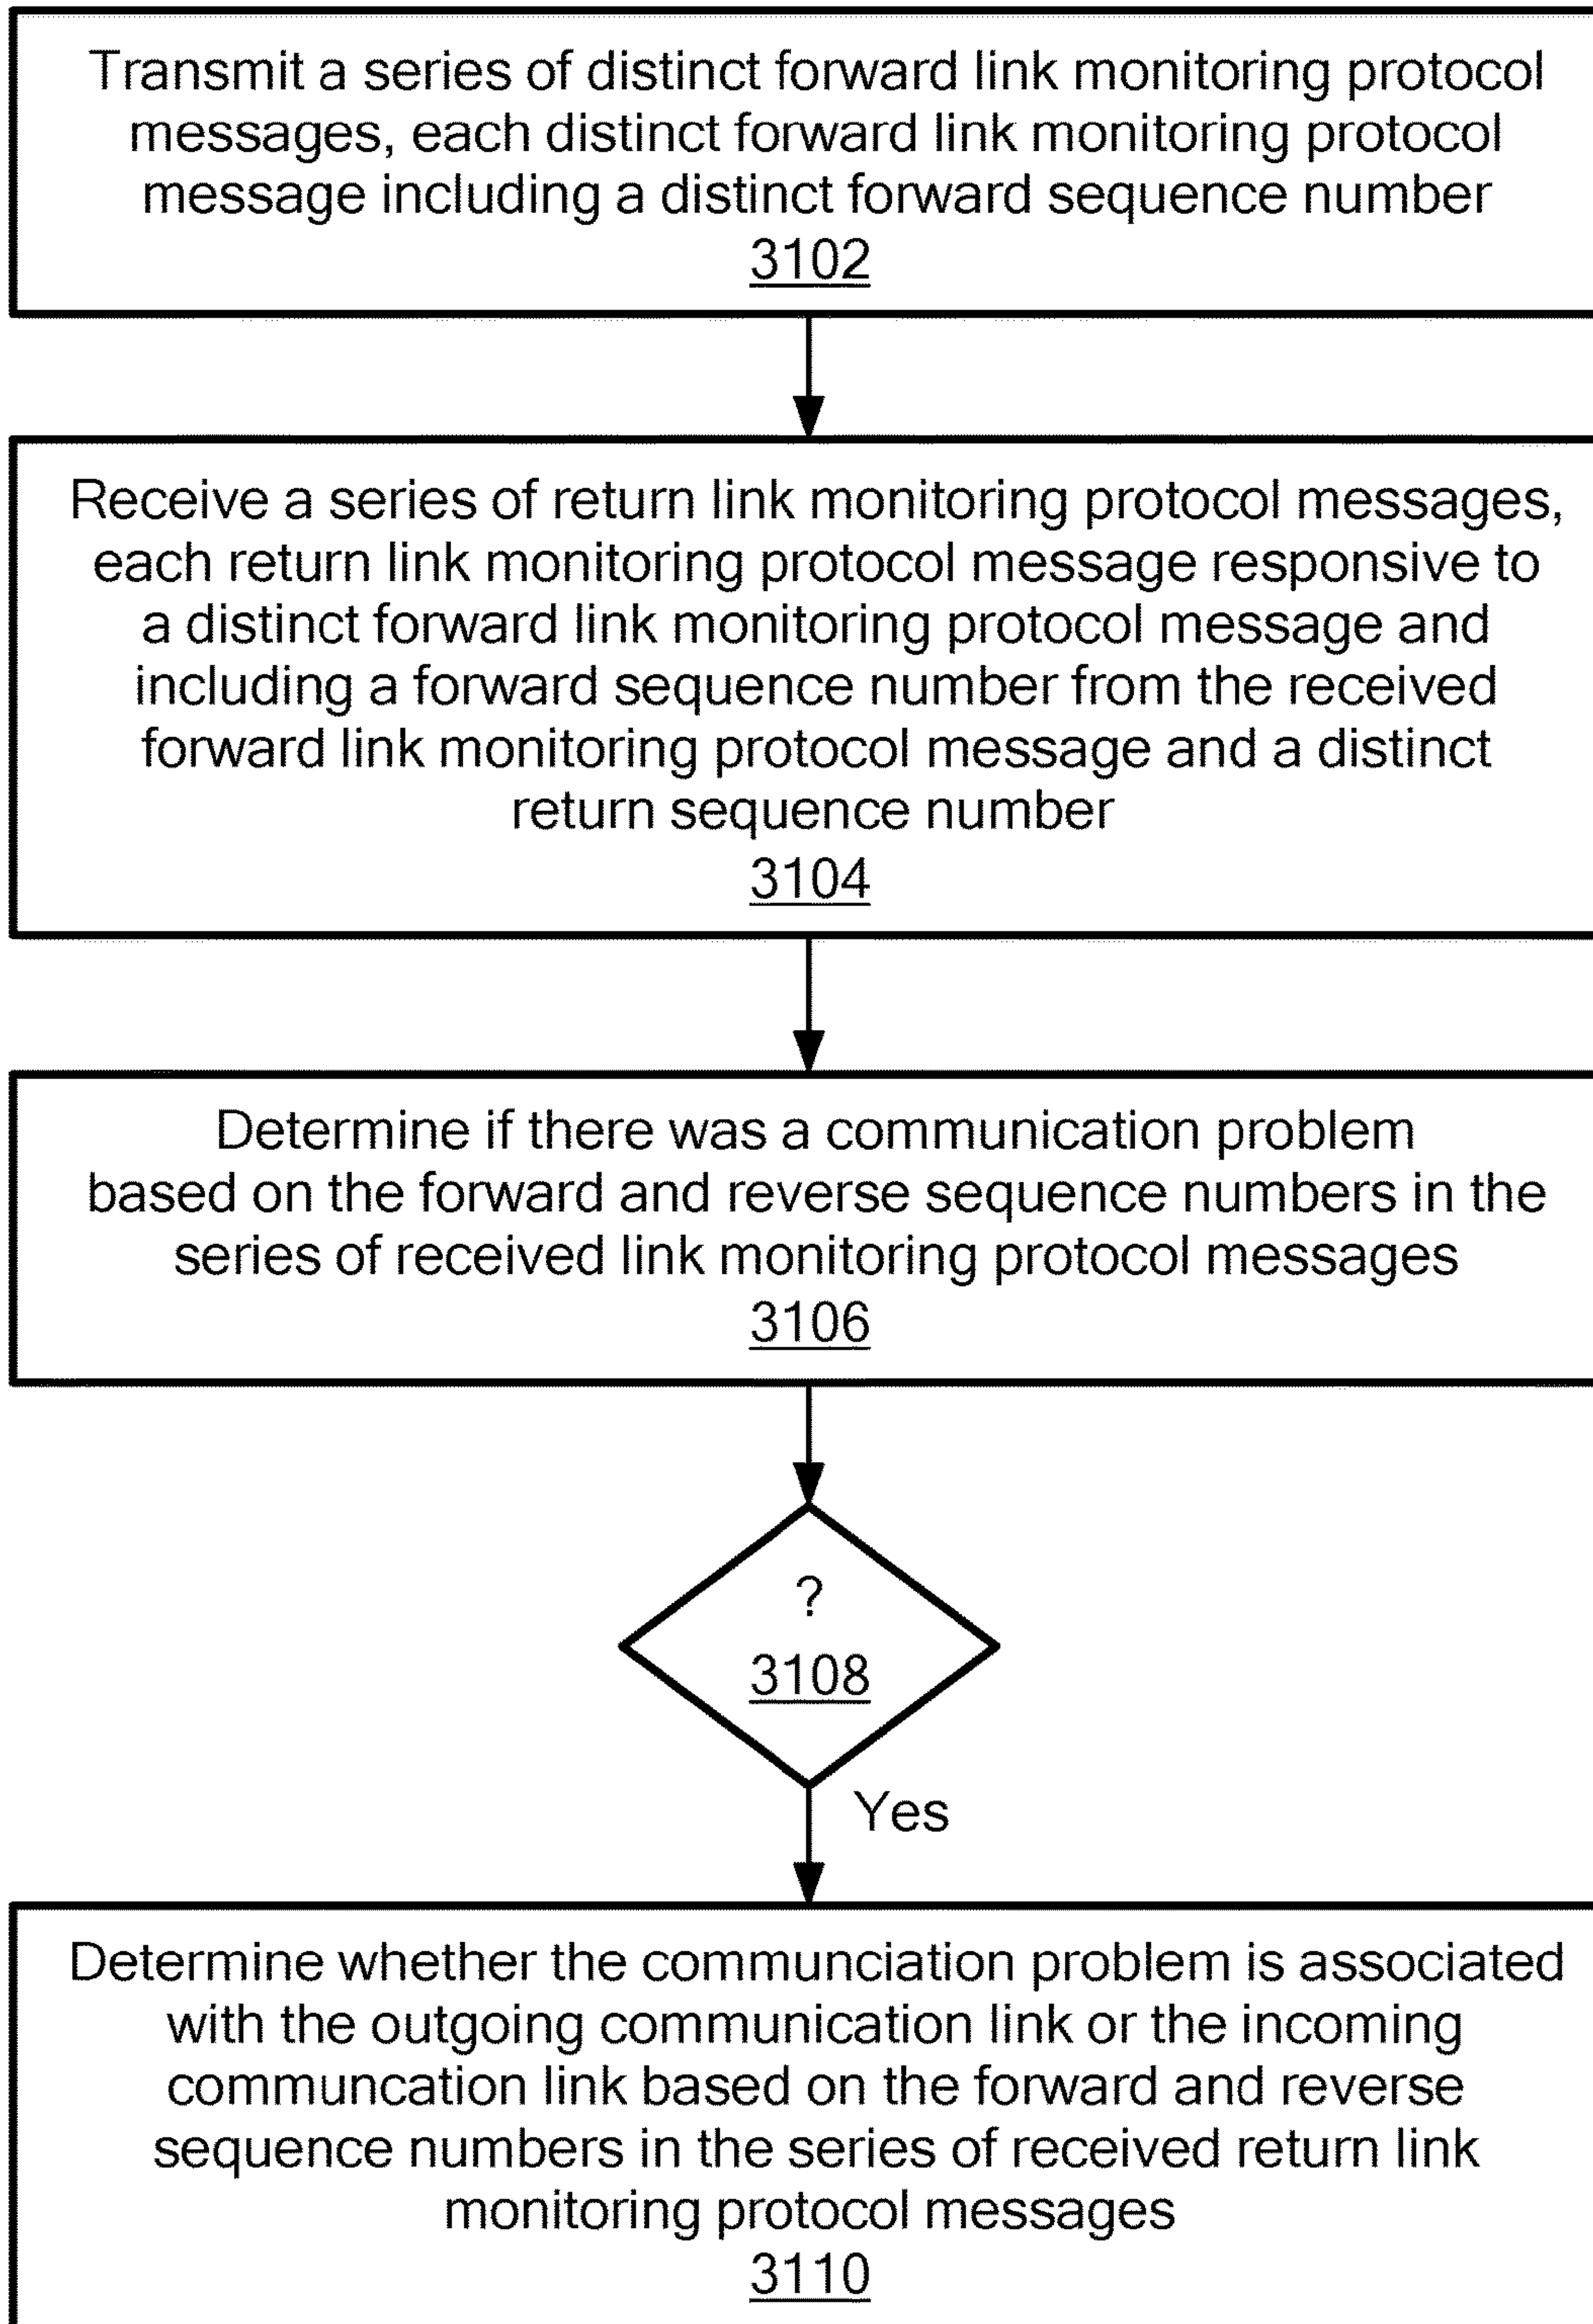 Transmit a series of distinct forward link monitoring protocol
messages, each distinct forward link monitoring protocol
message including a distinct forward sequence number
3102
Receive a series of return link monitoring protocol messages,
each return link monitoring protocol message responsive to
a distinct forward link monitoring protocol message and
including a forward sequence number from the received
forward link monitoring protocol message and a distinct
return sequence number
3104
Determine if there was a communication problem
based on the forward and reverse sequence numbers in the
series of received link monitoring protocol messages
3106
?
3108
Yes
Determine whether the communciation problem is associated
with the outgoing communication link or the incoming
communcation link based on the forward and reverse
sequence numbers in the series of received return link
monitoring protocol messages
3110